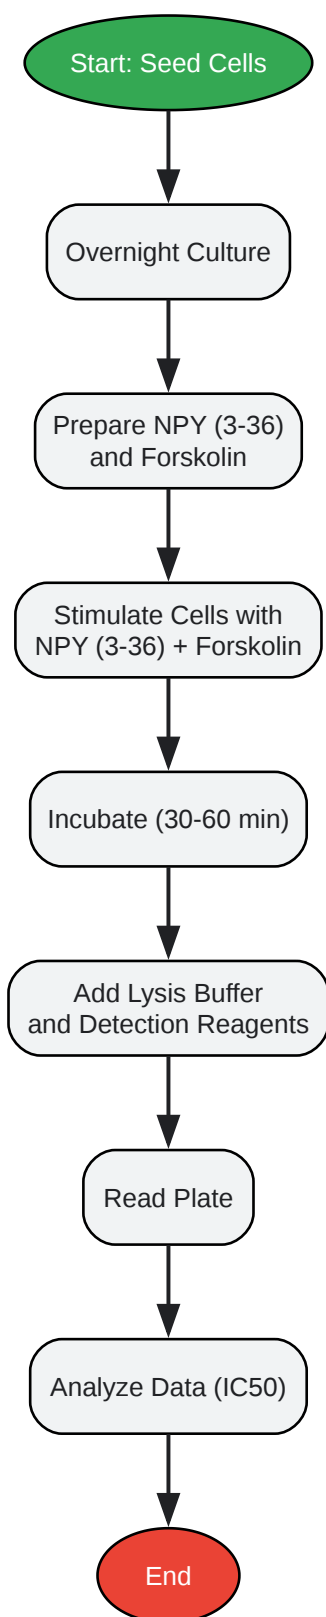 Start: Seed Cells
Overnight Culture
Prepare NPY (3-36)
and Forskolin
Stimulate Cells with
NPY (3-36) + Forskolin
Incubate (30-60 min)
Add Lysis Buffer
and Detection Reagents
Read Plate
Analyze Data (IC50)
End